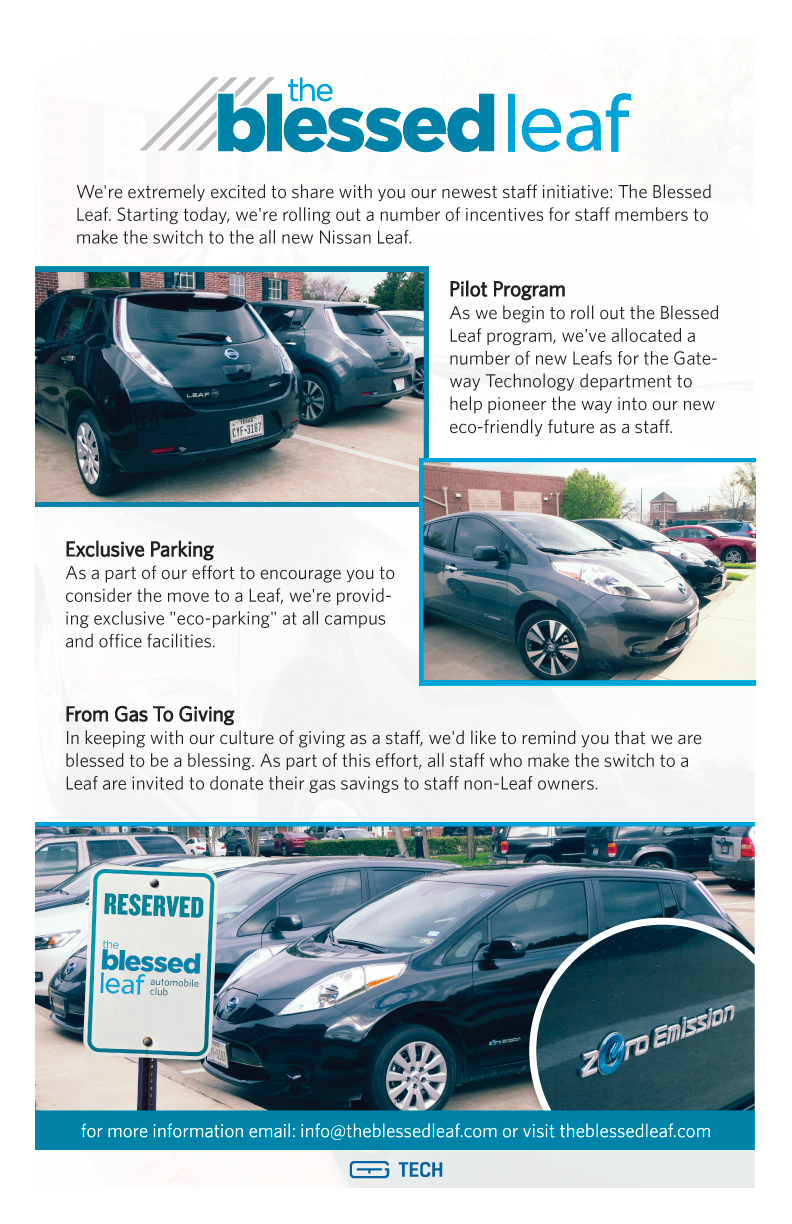 the
blessed leaf
We're extremely excited to share with you our newest staff initiative: The Blessed
Leaf. Starting today, we're rolling out a number of incentives for staff members to
make the switch to the all new Nissan Leaf.
Pilot Program
As we begin to roll out the Blessed
Leaf program, we've allocated a
number of new Leafs for the Gate-
way Technology department to
help pioneer the way into our new
eco-friendly future as a staff.
LEAF
TEXAS
CYF-3167
Exclusive Parking
As a part of our effort to encourage you to
consider the move to a Leaf, we're provid-
ing exclusive "eco-parking" at all campus
and office facilities.
From Gas To Giving
In keeping with our culture of giving as a staff, we'd like to remind you that we are
blessed to be a blessing. As part of this effort, all staff who make the switch to a
Leaf are invited to donate their gas savings to staff non-Leaf owners.
RESERVED
the
blessed
leaf automobile
club
Zero Emission
for more information email: info@theblessedleaf.com or visit theblessedleaf.com
TECH